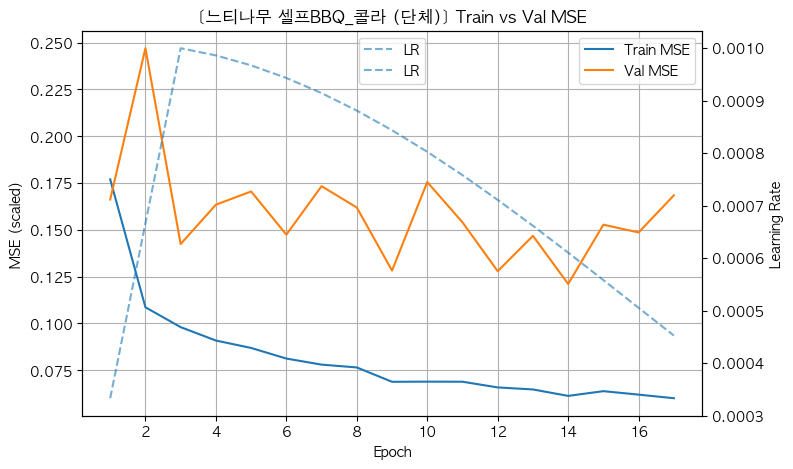 [느티나무 셀프BBQ_콜라 (단체)] Train vs Val MSE
MSE (scaled)
0.250
0.225
0.200
0.175
0.150
0.125
0.100
0.075
LR
LR
Train MSE
Val MSE
0.0010
0.0009
0.0008
0.0007
0.0006
0.0005
0.0004
0.0003
Learning Rate
2 4 6 8 10 12 14 16
Epoch